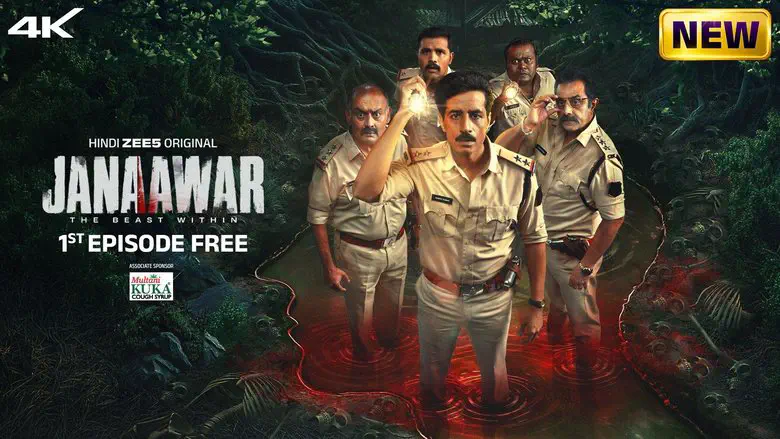 4K
NEW
HINDI ZEE5 ORIGINAL
JANAAWAR
THE BEAST WITHIN
1ST EPISODE FREE
ASSOCIATE SPONSOR
Multani
KUKA
COUGH SYRUP